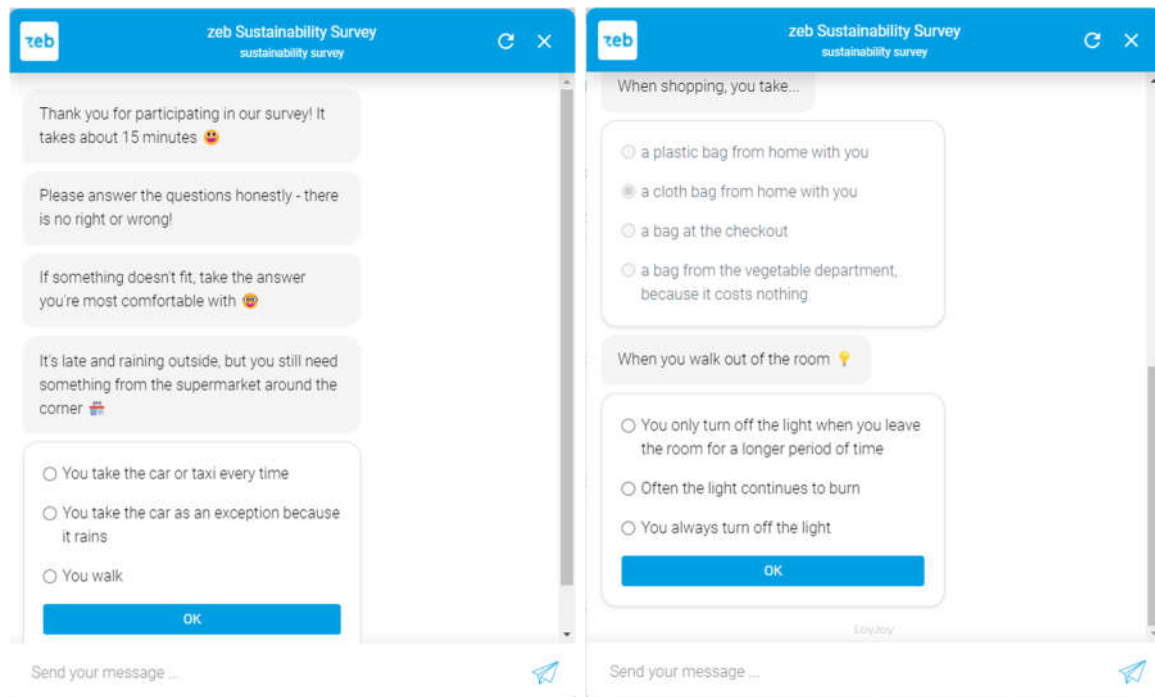 zeb
zeb Sustainability Survey
sustainability survey
Thank you for participating in our survey! It
takes about 15 minutes 😃
Please answer the questions honestly - there
is no right or wrong!
If something doesn't fit, take the answer
you're most comfortable with 🤓
It's late and raining outside, but you still need
something from the supermarket around the
corner 🏪
You take the car or taxi every time
You take the car as an exception because
it rains
You walk
OK
Send your message ...
zeb
zeb Sustainability Survey
sustainability survey
When shopping, you take...
a plastic bag from home with you
a cloth bag from home with you
a bag at the checkout
a bag from the vegetable department,
because it costs nothing
When you walk out of the room 💡
You only turn off the light when you leave
the room for a longer period of time
Often the light continues to burn
You always turn off the light
OK
LoyJoy
Send your message ...